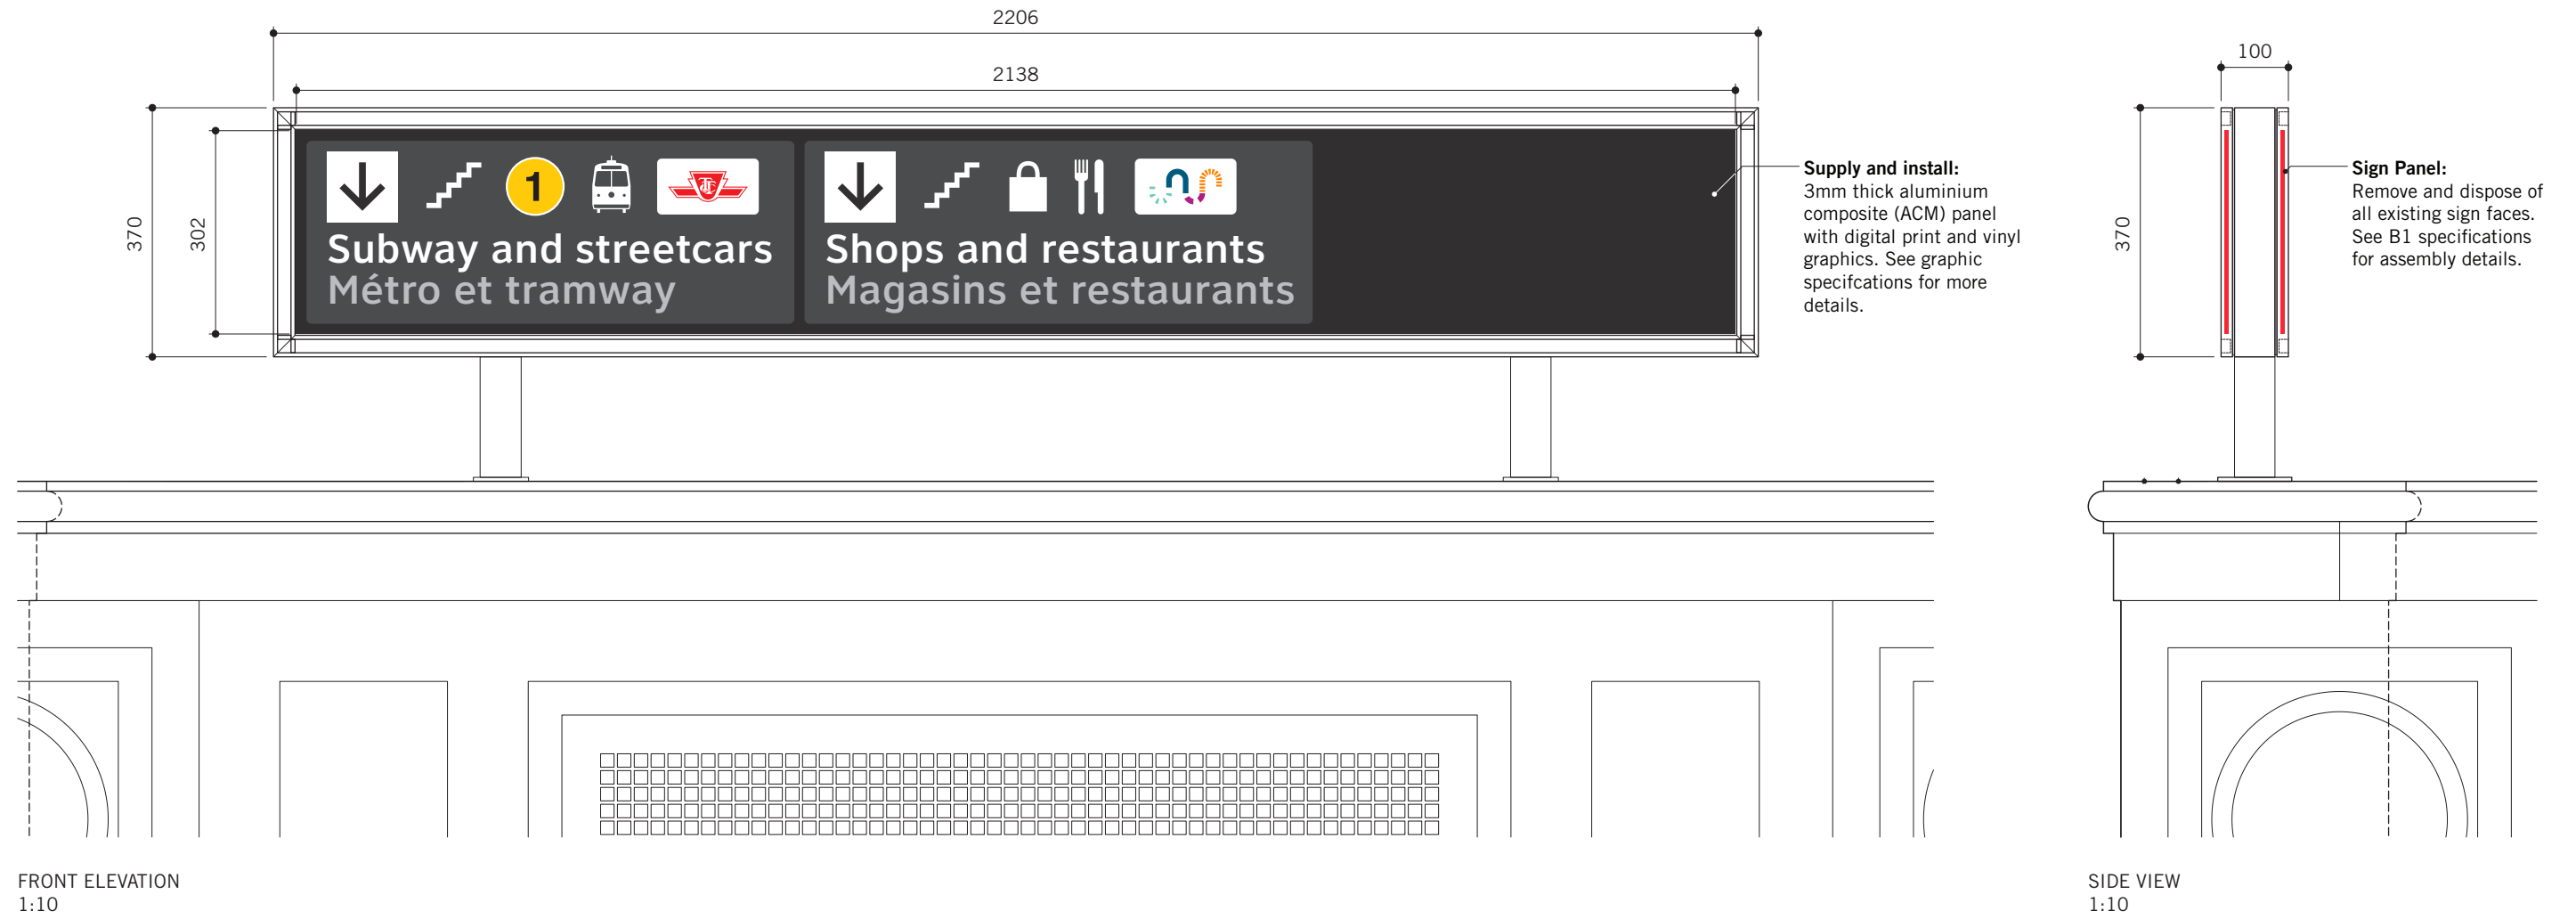 2206
2138
100
370
302
370
1
TTC
Subway and streetcars
Métro et tramway
Shops and restaurants
Magasins et restaurants
Supply and install:
3mm thick aluminium
composite (ACM) panel
with digital print and vinyl
graphics. See graphic
specifcations for more
details.
Sign Panel:
Remove and dispose of
all existing sign faces.
See B1 specifications
for assembly details.
FRONT ELEVATION
1:10
SIDE VIEW
1:10